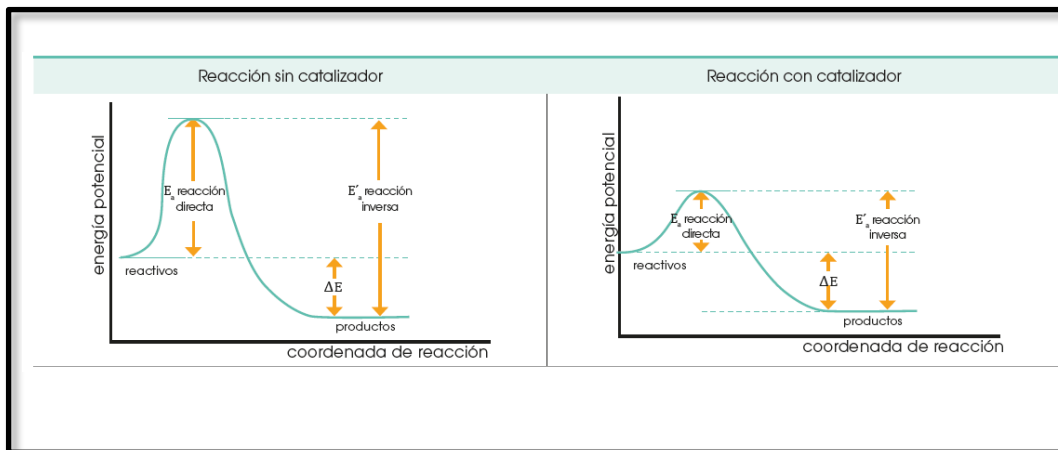 Reacción sin catalizador
energía potencial
Eₐ reacción
directa
E′ₐ reacción
inversa
reactivos
ΔE
productos
coordenada de reacción
Reacción con catalizador
energía potencial
Eₐ reacción
directa
E′ₐ reacción
inversa
reactivos
ΔE
productos
coordenada de reacción